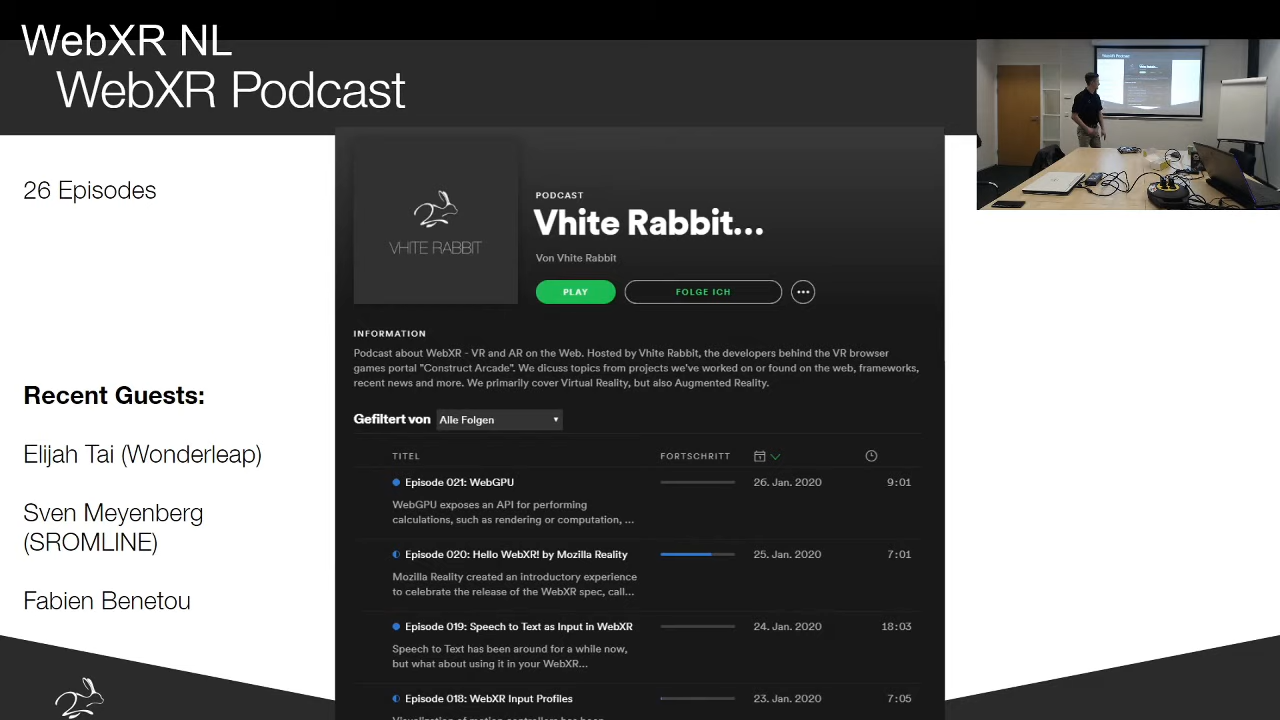 WebXR NL
WebXR Podcast
26 Episodes
Recent Guests:
Elijah Tai (Wonderleap)
Sven Meyenberg
(SROMLINE)
Fabien Benetou
VHITE RABBIT
PODCAST
Vhite Rabbit...
Von Vhite Rabbit
PLAY
FOLGE ICH
INFORMATION
Podcast about WebXR - VR and AR on the Web. Hosted by Vhite Rabbit, the developers behind the VR browser
games portal "Construct Arcade". We dicuss topics from projects we've worked on or found on the web, frameworks,
recent news and more. We primarily cover Virtual Reality, but also Augmented Reality.
Gefiltert von Alle Folgen
TITEL FORTSCHRITT
Episode 021: WebGPU 26. Jan. 2020 9:01
WebGPU exposes an API for performing
calculations, such as rendering or computation, ...
Episode 020: Hello WebXR! by Mozilla Reality 25. Jan. 2020 7:01
Mozilla Reality created an introductory experience
to celebrate the release of the WebXR spec, call...
Episode 019: Speech to Text as Input in WebXR 24. Jan. 2020 18:03
Speech to Text has been around for a while now,
but what about using it in your WebXR...
Episode 018: WebXR Input Profiles 23. Jan. 2020 7:05